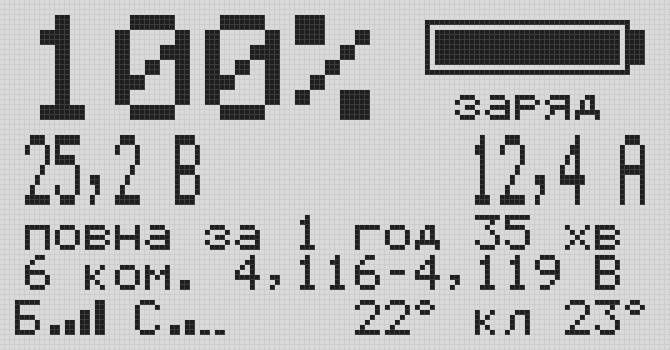 100%
заряд
25,2 В 12,4 А
повна за 1 год 35 хв
6 ком. 4,116-4,119 В
Б С 22° кл 23°